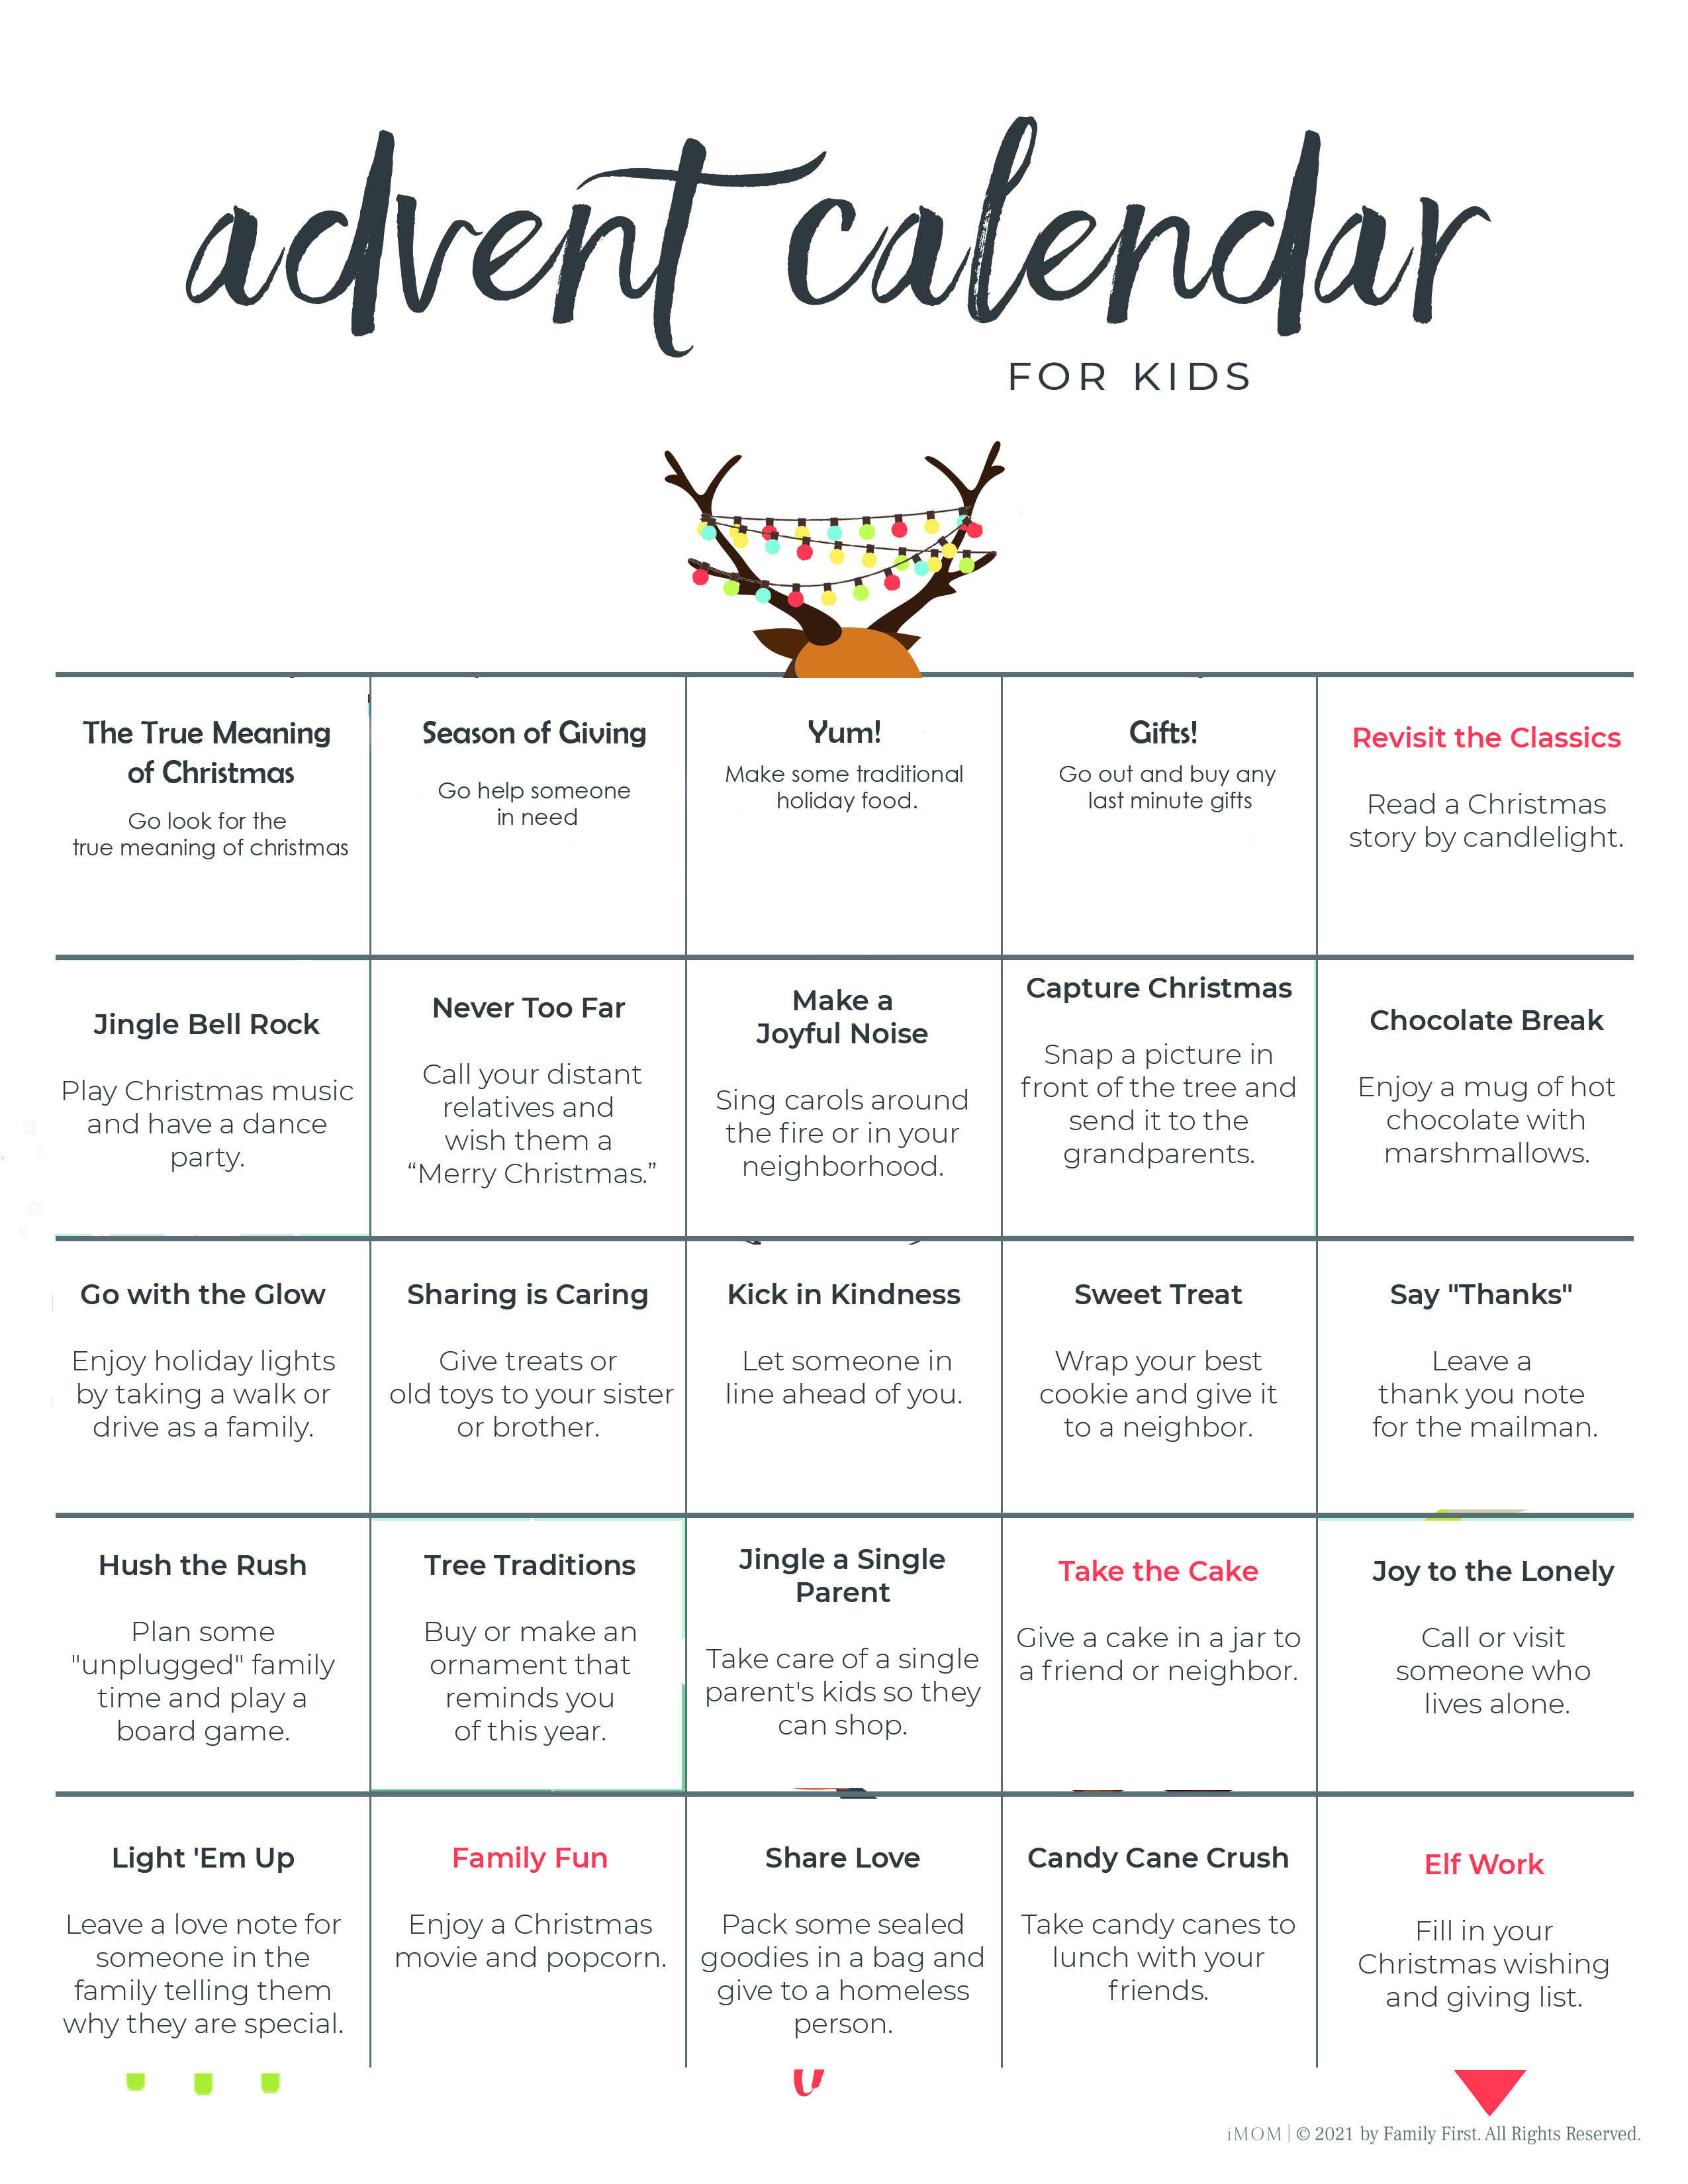 advent calendar
FOR KIDS
The True Meaning
of Christmas
Go look for the
true meaning of christmas
Season of Giving
Go help someone
in need
Yum!
Make some traditional
holiday food.
Gifts!
Go out and buy any
last minute gifts
Revisit the Classics
Read a Christmas
story by candlelight.
Jingle Bell Rock
Play Christmas music
and have a dance
party.
Never Too Far
Call your distant
relatives and
wish them a
“Merry Christmas.”
Make a
Joyful Noise
Sing carols around
the fire or in your
neighborhood.
Capture Christmas
Snap a picture in
front of the tree and
send it to the
grandparents.
Chocolate Break
Enjoy a mug of hot
chocolate with
marshmallows.
Go with the Glow
Enjoy holiday lights
by taking a walk or
drive as a family.
Sharing is Caring
Give treats or
old toys to your sister
or brother.
Kick in Kindness
Let someone in
line ahead of you.
Sweet Treat
Wrap your best
cookie and give it
to a neighbor.
Say "Thanks"
Leave a
thank you note
for the mailman.
Hush the Rush
Plan some
"unplugged" family
time and play a
board game.
Tree Traditions
Buy or make an
ornament that
reminds you
of this year.
Jingle a Single
Parent
Take care of a single
parent's kids so they
can shop.
Take the Cake
Give a cake in a jar to
a friend or neighbor.
Joy to the Lonely
Call or visit
someone who
lives alone.
Light 'Em Up
Leave a love note for
someone in the
family telling them
why they are special.
Family Fun
Enjoy a Christmas
movie and popcorn.
Share Love
Pack some sealed
goodies in a bag and
give to a homeless
person.
Candy Cane Crush
Take candy canes to
lunch with your
friends.
Elf Work
Fill in your
Christmas wishing
and giving list.
iMOM | © 2021 by Family First. All Rights Reserved.